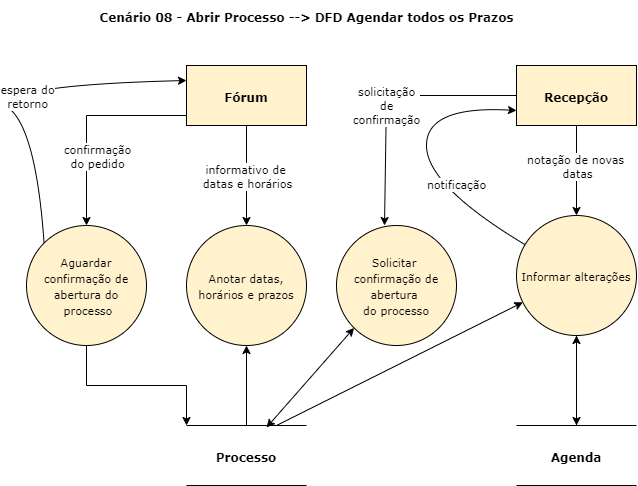 Cenário 08 - Abrir Processo --> DFD Agendar todos os Prazos
espera do
retorno
Fórum
solicitação
de
confirmação
Recepção
confirmação
do pedido
informativo de
datas e horários
notificação
notação de novas
datas
Aguardar
confirmação de
abertura do
processo
Anotar datas,
horários e prazos
Solicitar
confirmação de
abertura
do processo
Informar alterações
Processo
Agenda